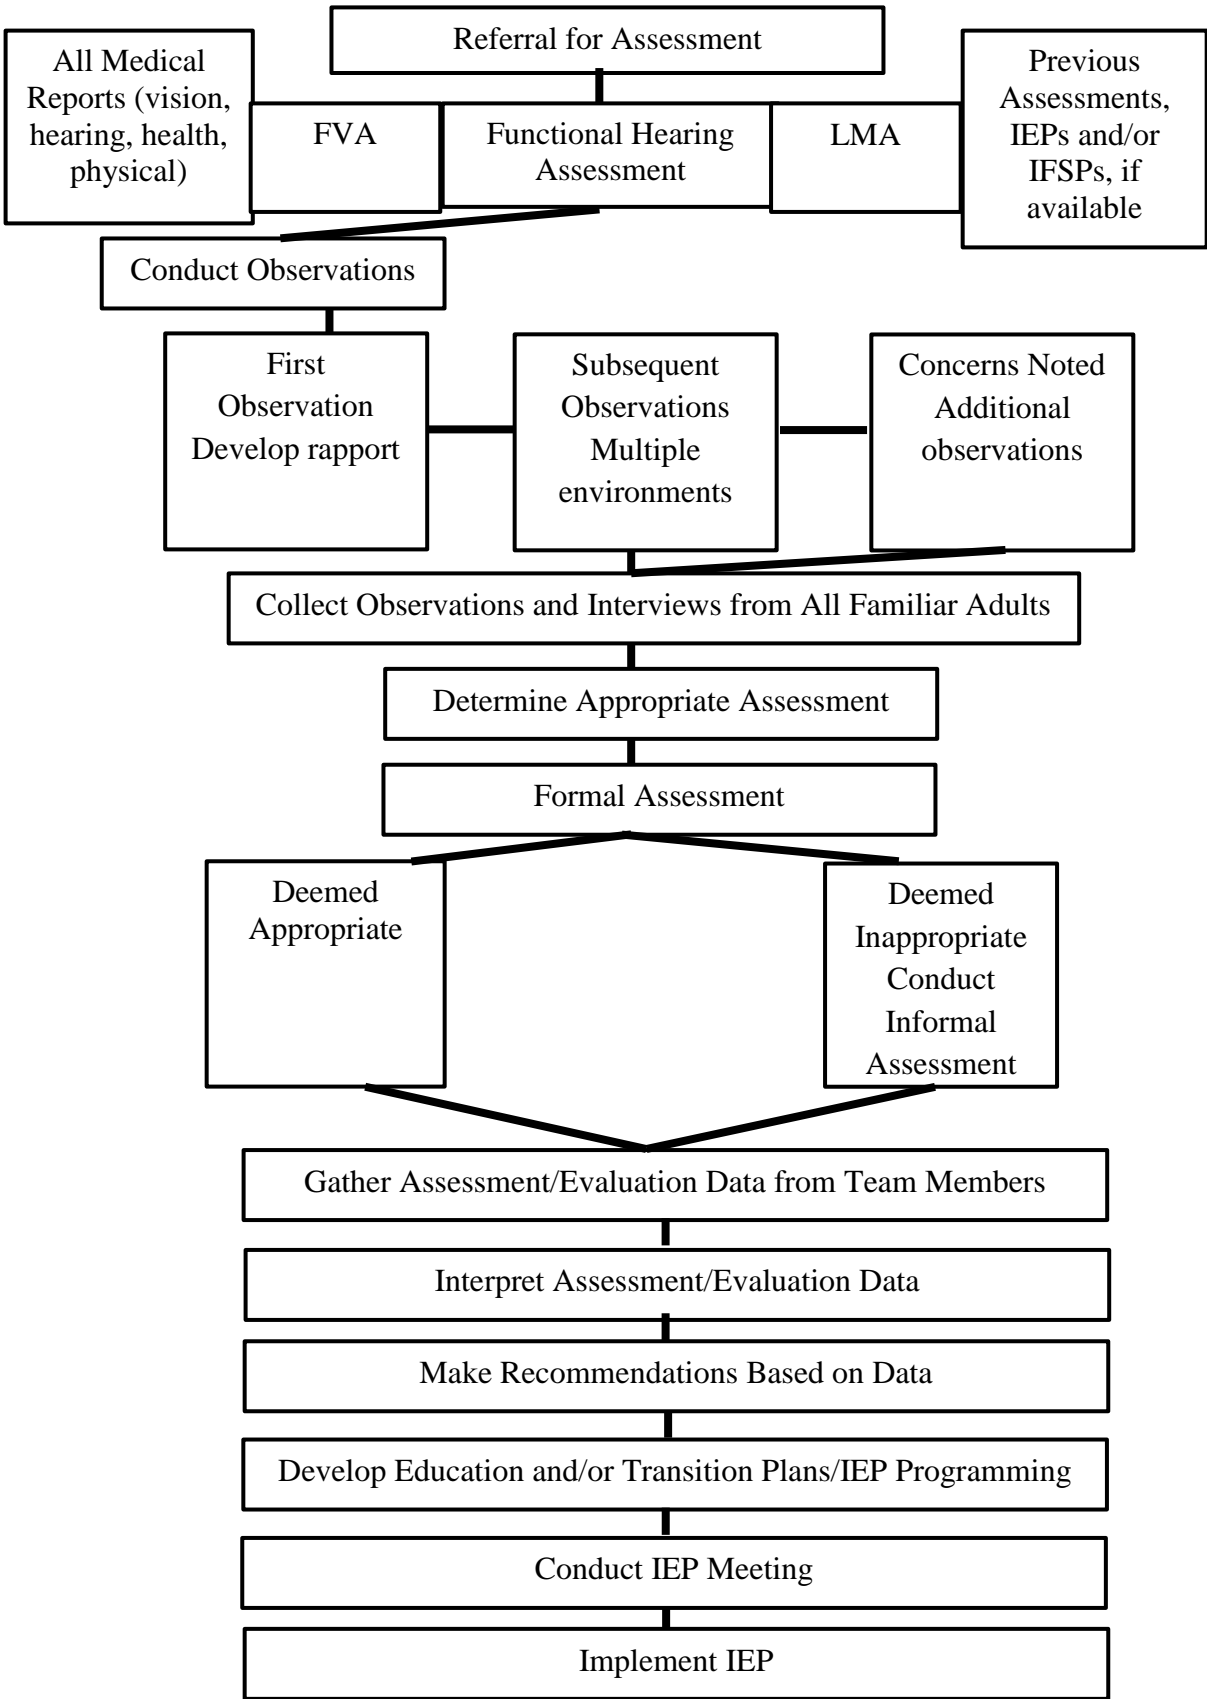 Referral for Assessment
All Medical
Reports (vision,
hearing, health,
physical)
FVA
Functional Hearing
Assessment
LMA
Previous
Assessments,
IEPs and/or
IFSPs, if
available
Conduct Observations
First
Observation
Develop rapport
Subsequent
Observations
Multiple
environments
Concerns Noted
Additional
observations
Collect Observations and Interviews from All Familiar Adults
Determine Appropriate Assessment
Formal Assessment
Deemed
Appropriate
Deemed
Inappropriate
Conduct
Informal
Assessment
Gather Assessment/Evaluation Data from Team Members
Interpret Assessment/Evaluation Data
Make Recommendations Based on Data
Develop Education and/or Transition Plans/IEP Programming
Conduct IEP Meeting
Implement IEP